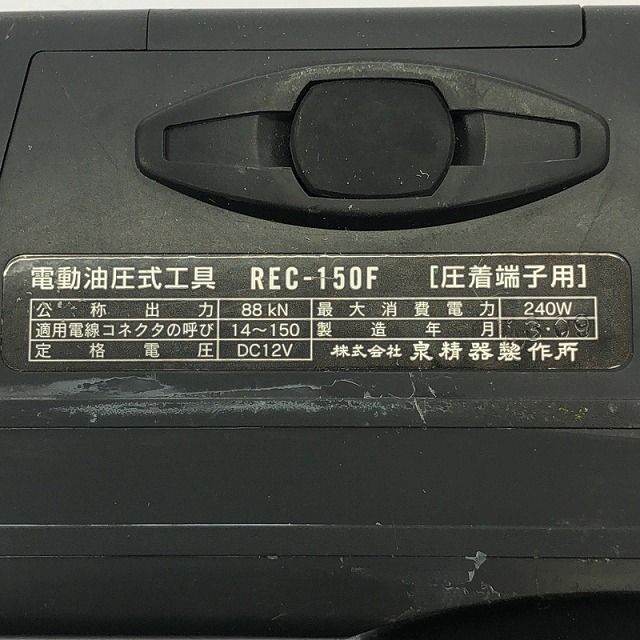 電動油圧式工具 REC-150F [圧着端子用]
公称出力 88kN 最大消費電力 240W
適用電線コネクタの呼び 14～150 製造年月
定格電圧 DC12V 株式会社 泉精器製作所